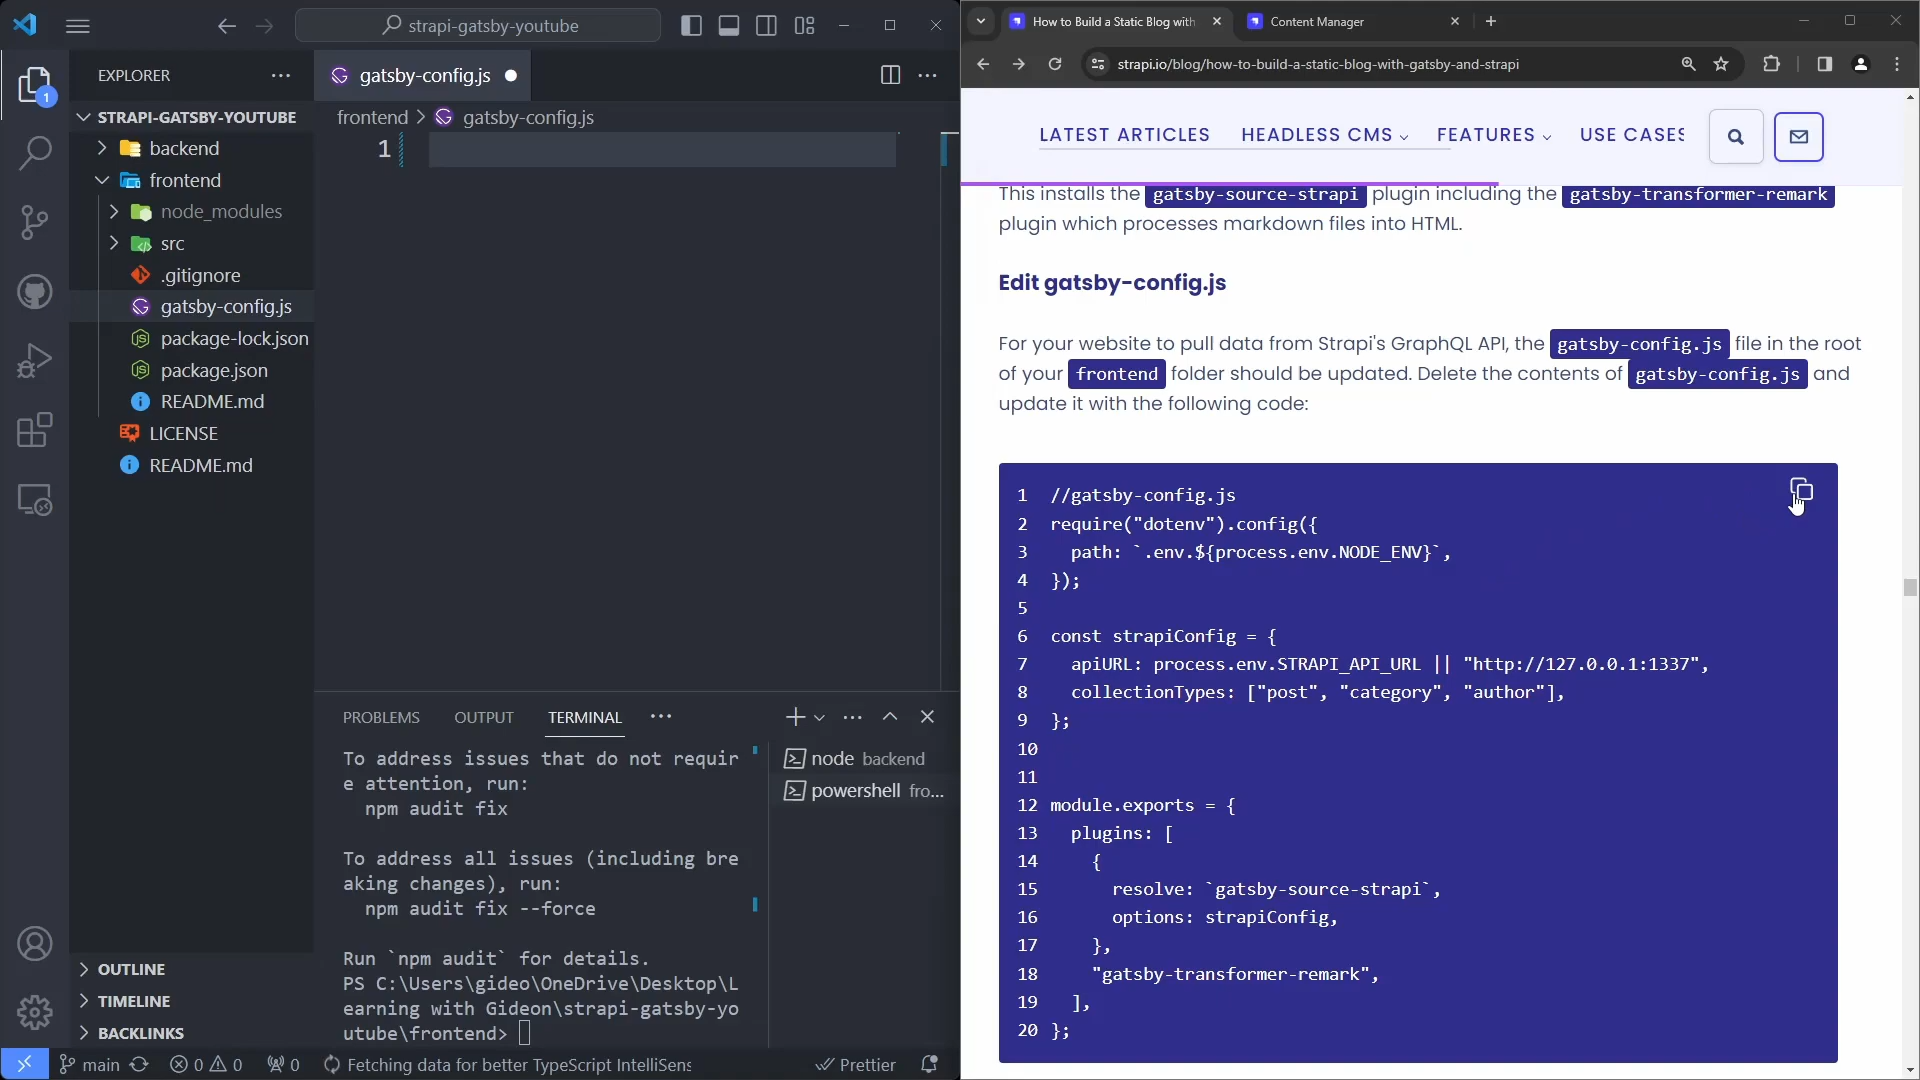 strapi-gatsby-youtube
EXPLORER
gatsby-config.js
STRAPI-GATSBY-YOUTUBE
frontend > gatsby-config.js
1
backend
frontend
node_modules
src
.gitignore
gatsby-config.js
package-lock.json
package.json
README.md
LICENSE
README.md
1
OUTLINE
TIMELINE
BACKLINKS
PROBLEMS OUTPUT TERMINAL
To address issues that do not requir
e attention, run:
npm audit fix
To address all issues (including bre
aking changes), run:
npm audit fix --force
Run `npm audit` for details.
PS C:\Users\gideo\OneDrive\Desktop\L
earning with Gideon\strapi-gatsby-yo
utube\frontend>
node backend
powershell fro...
main 0 0 0 Fetching data for better TypeScript IntelliSens Prettier
How to Build a Static Blog with
Content Manager
strapi.io/blog/how-to-build-a-static-blog-with-gatsby-and-strapi
LATEST ARTICLES HEADLESS CMS FEATURES USE CASES
This installs the gatsby-source-strapi plugin including the gatsby-transformer-remark
plugin which processes markdown files into HTML.
Edit gatsby-config.js
For your website to pull data from Strapi's GraphQL API, the gatsby-config.js file in the root
of your frontend folder should be updated. Delete the contents of gatsby-config.js and
update it with the following code:
1 //gatsby-config.js
2 require("dotenv").config({
3 path: `.env.${process.env.NODE_ENV}`,
4 });
5
6 const strapiConfig = {
7 apiURL: process.env.STRAPI_API_URL || "http://127.0.0.1:1337",
8 collectionTypes: ["post", "category", "author"],
9 };
10
11
12 module.exports = {
13 plugins: [
14 {
15 resolve: `gatsby-source-strapi`,
16 options: strapiConfig,
17 },
18 "gatsby-transformer-remark",
19 ],
20 };